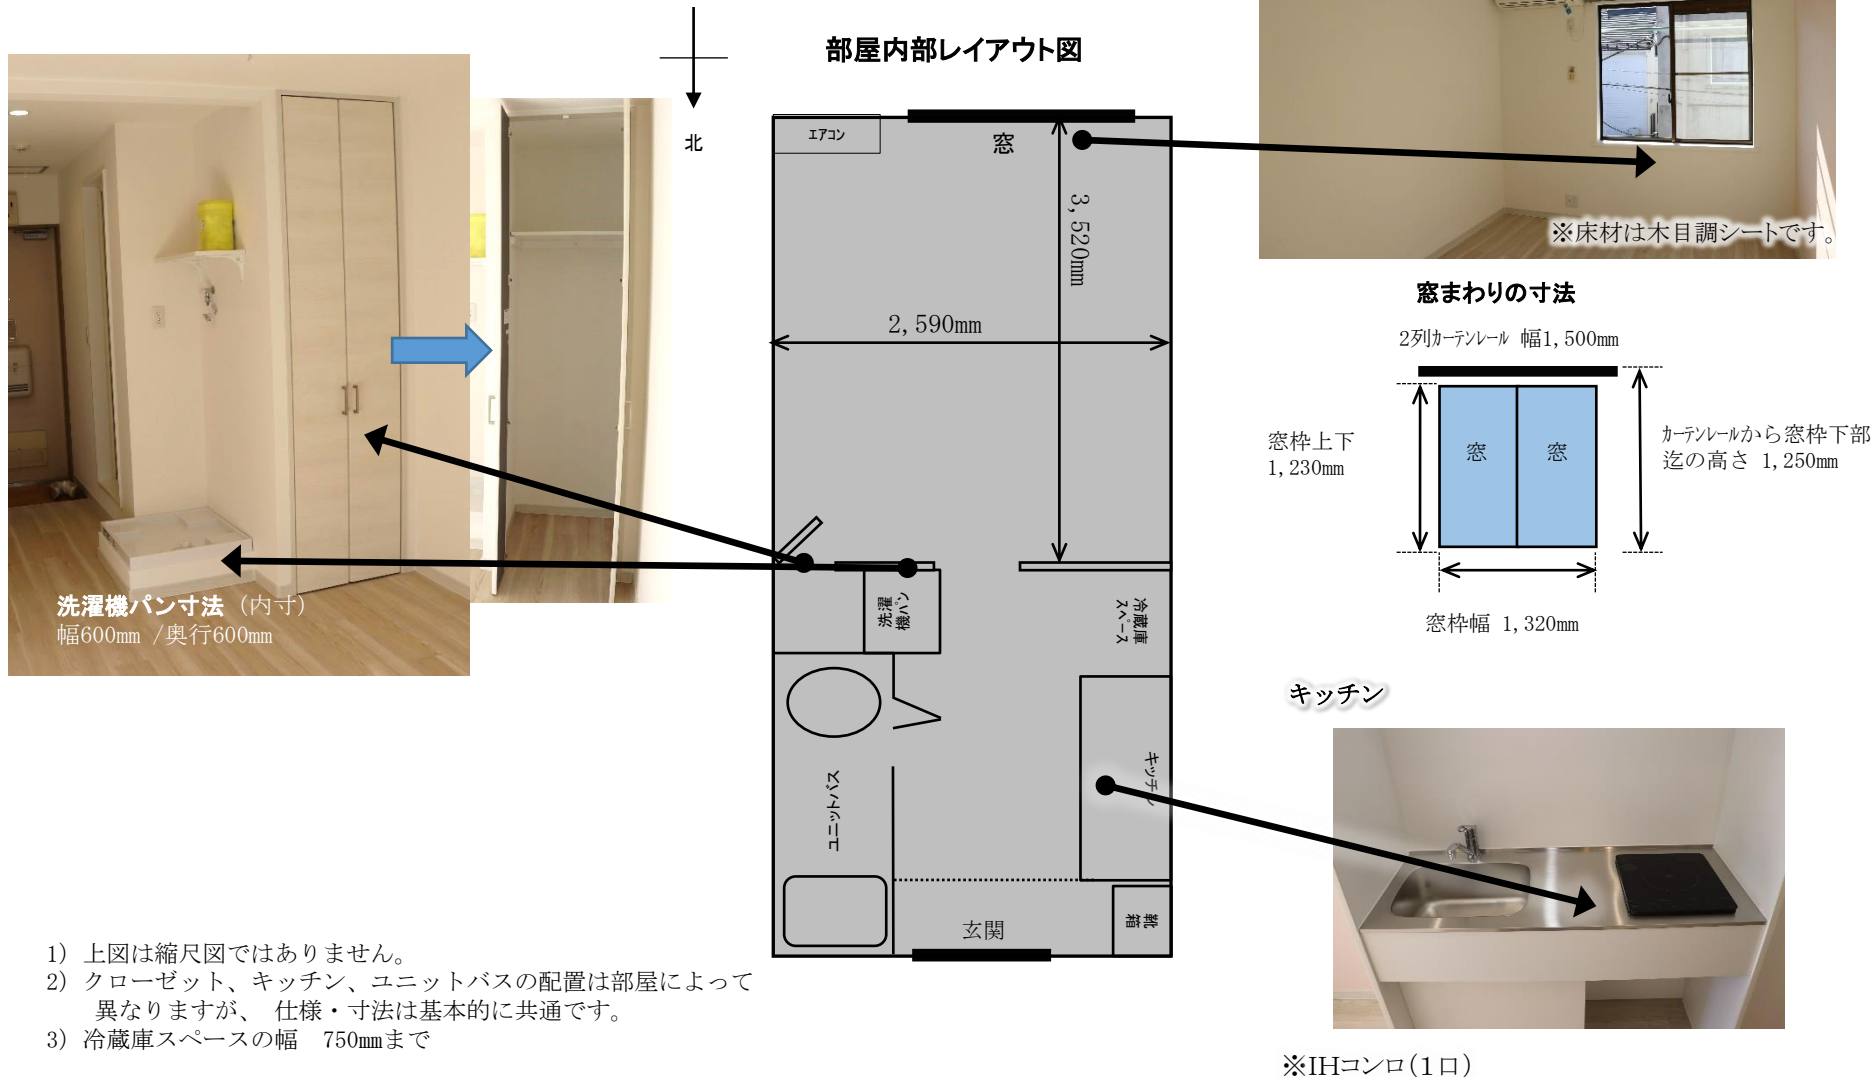 部屋内部レイアウト図
北
エアコン
窓
3,520mm
2,590mm
洗濯
機パン
冷蔵庫
スペース
ユニットバス
キッチン
玄関
靴
箱
洗濯機パン寸法 (内寸)
幅600mm /奥行600mm
※床材は木目調シートです。
窓まわりの寸法
2列カーテンレール 幅1,500mm
窓枠上下
1,230mm
窓 窓
カーテンレールから窓枠下部
迄の高さ 1,250mm
窓枠幅 1,320mm
キッチン
※IHコンロ(1口)
1) 上図は縮尺図ではありません。
2) クローゼット、キッチン、ユニットバスの配置は部屋によって
異なりますが、 仕様・寸法は基本的に共通です。
3) 冷蔵庫スペースの幅 750mmまで